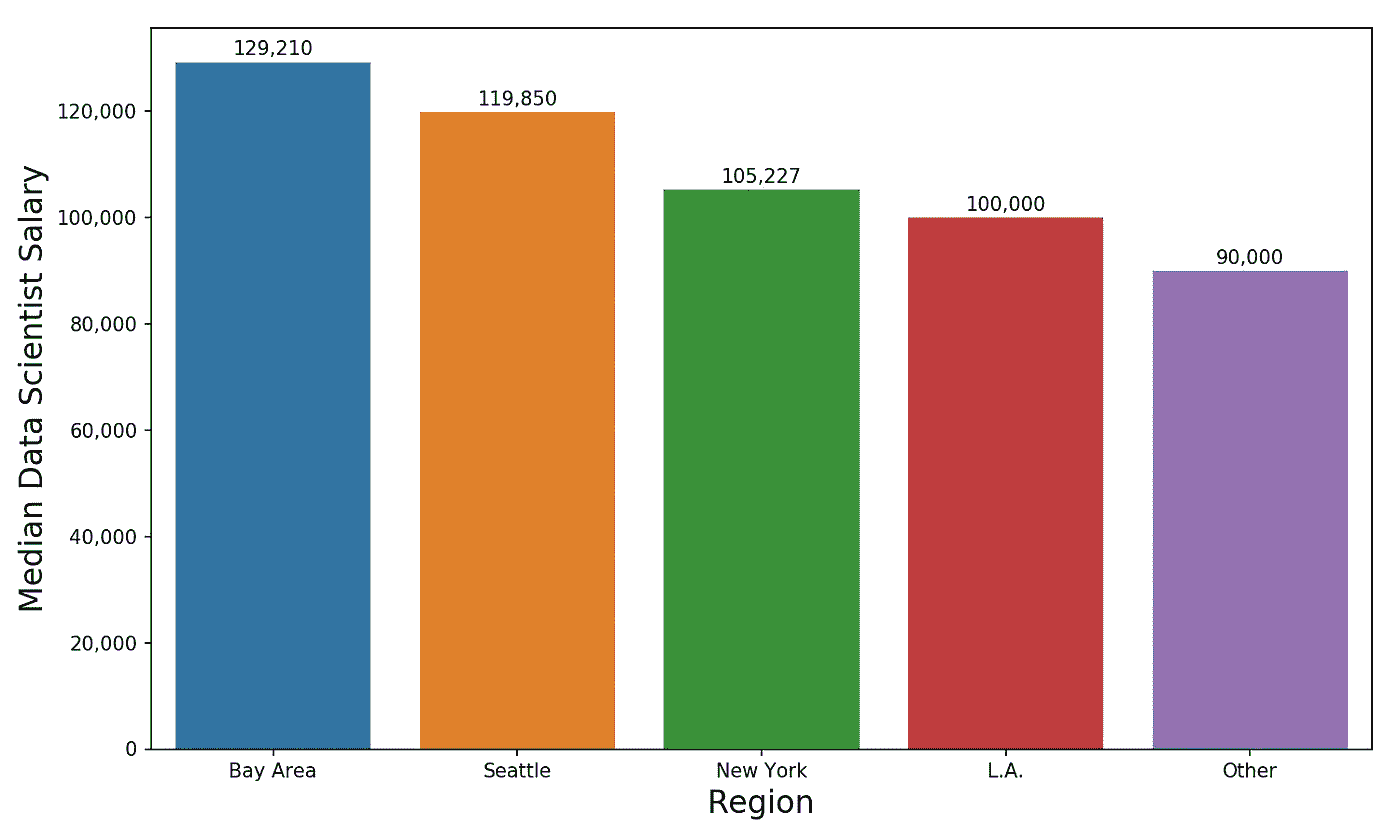 129,210
119,850
105,227
100,000
90,000
120,000
100,000
80,000
60,000
40,000
20,000
0
Median Data Scientist Salary
Bay Area
Seattle
New York
L.A.
Other
Region